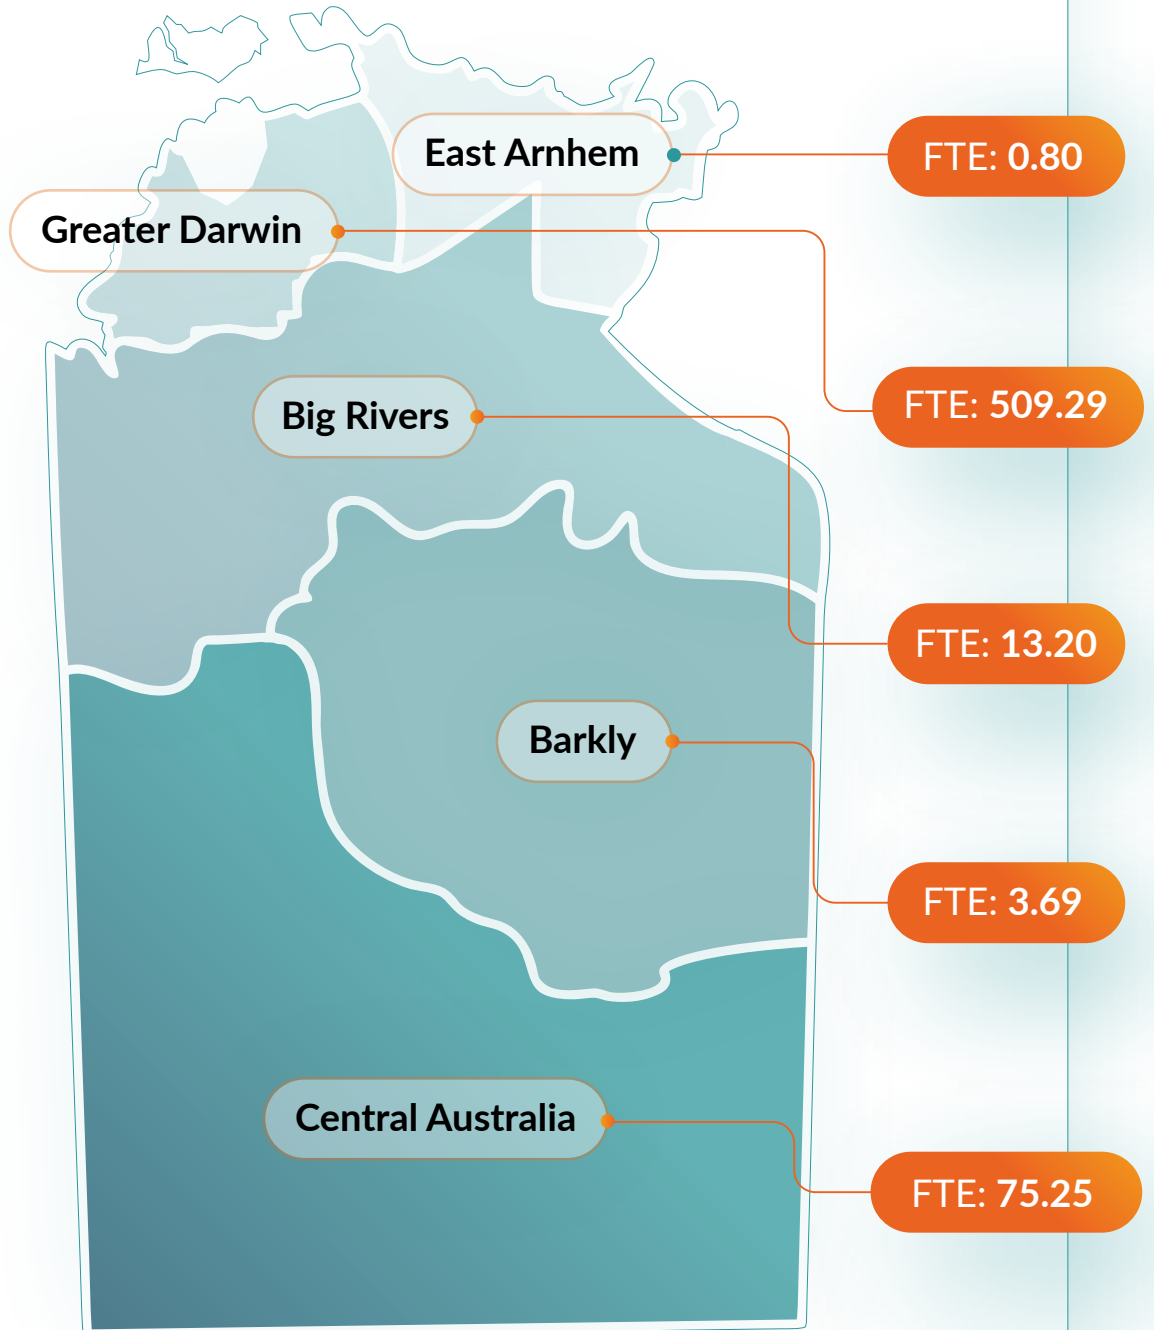 East Arnhem
FTE: 0.80
Greater Darwin
FTE: 509.29
Big Rivers
FTE: 13.20
Barkly
FTE: 3.69
Central Australia
FTE: 75.25